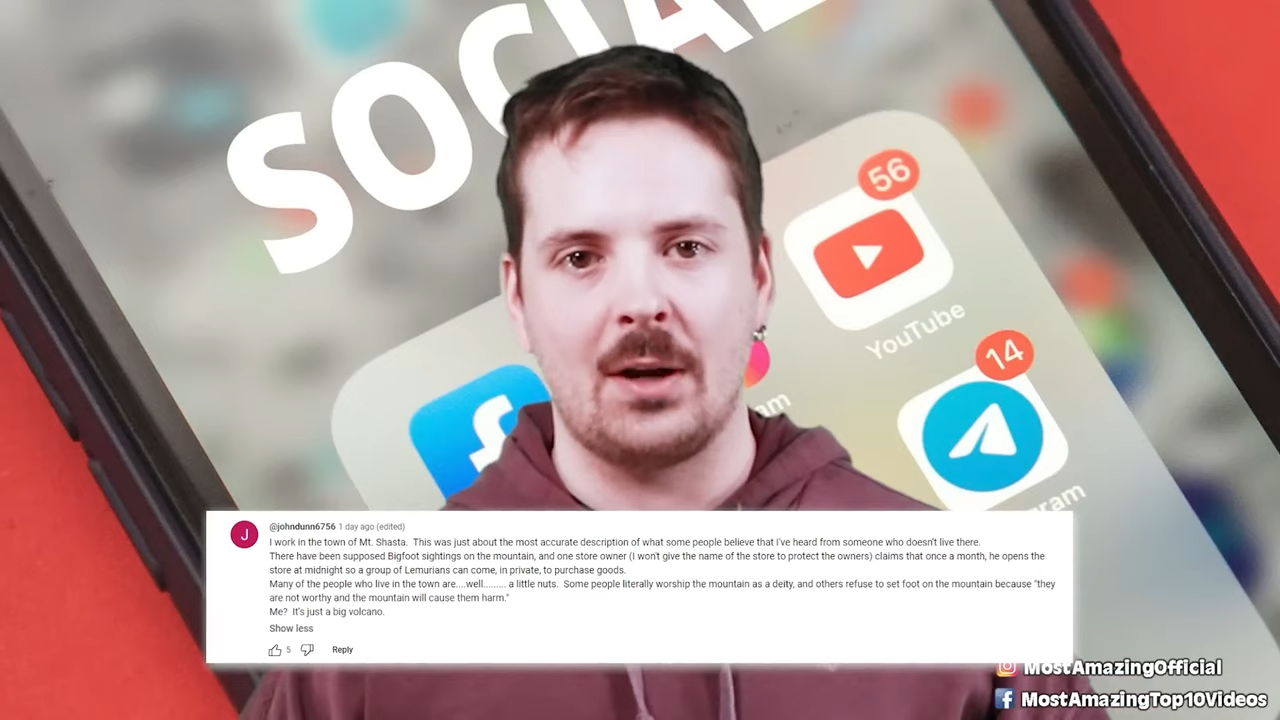 SOCIAL
56
YouTube
14
am
ram
J
@johndunn6756 1 day ago (edited)
I work in the town of Mt. Shasta. This was just about the most accurate description of what some people believe that I've heard from someone who doesn't live there.
There have been supposed Bigfoot sightings on the mountain, and one store owner (I won't give the name of the store to protect the owners) claims that once a month, he opens the
store at midnight so a group of Lemurians can come, in private, to purchase goods.
Many of the people who live in the town are....well......... a little nuts. Some people literally worship the mountain as a deity, and others refuse to set foot on the mountain because "they
are not worthy and the mountain will cause them harm."
Me? It's just a big volcano.
Show less
5 Reply
MostAmazingOfficial
MostAmazingTop10Videos